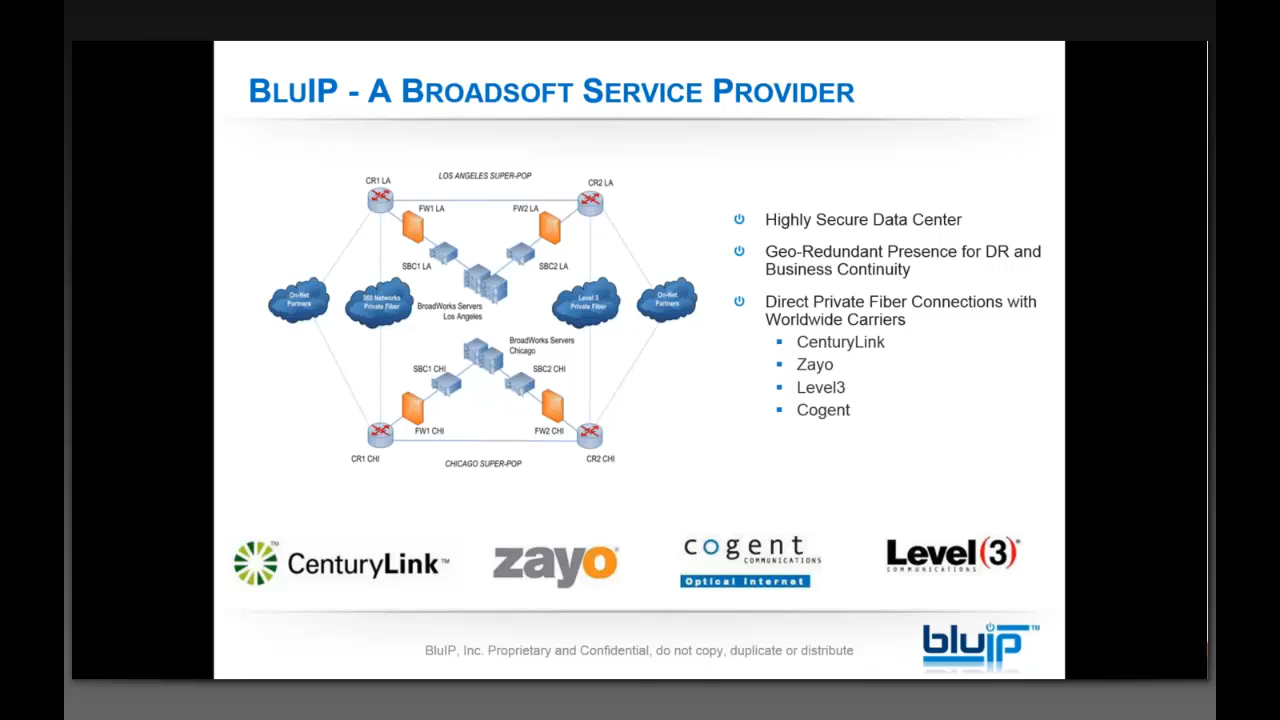 BLUIP - A BROADSOFT SERVICE PROVIDER
LOS ANGELES SUPER-POP
CR1 LA
CR2 LA
FW1 LA
FW2 LA
SBC1 LA
SBC2 LA
On-Net
Partners
360 Networks
Private Fiber
BroadWorks Servers
Los Angeles
Level 3
Private Fiber
On-Net
Partners
BroadWorks Servers
Chicago
SBC1 CHI
SBC2 CHI
FW1 CHI
FW2 CHI
CR1 CHI
CHICAGO SUPER-POP
CR2 CHI
Highly Secure Data Center
Geo-Redundant Presence for DR and
Business Continuity
Direct Private Fiber Connections with
Worldwide Carriers
CenturyLink
Zayo
Level3
Cogent
CenturyLink™
zayo®
cogent
COMMUNICATIONS
Optical Internet
Level(3)®
COMMUNICATIONS
BluIP, Inc. Proprietary and Confidential, do not copy, duplicate or distribute
bluip™